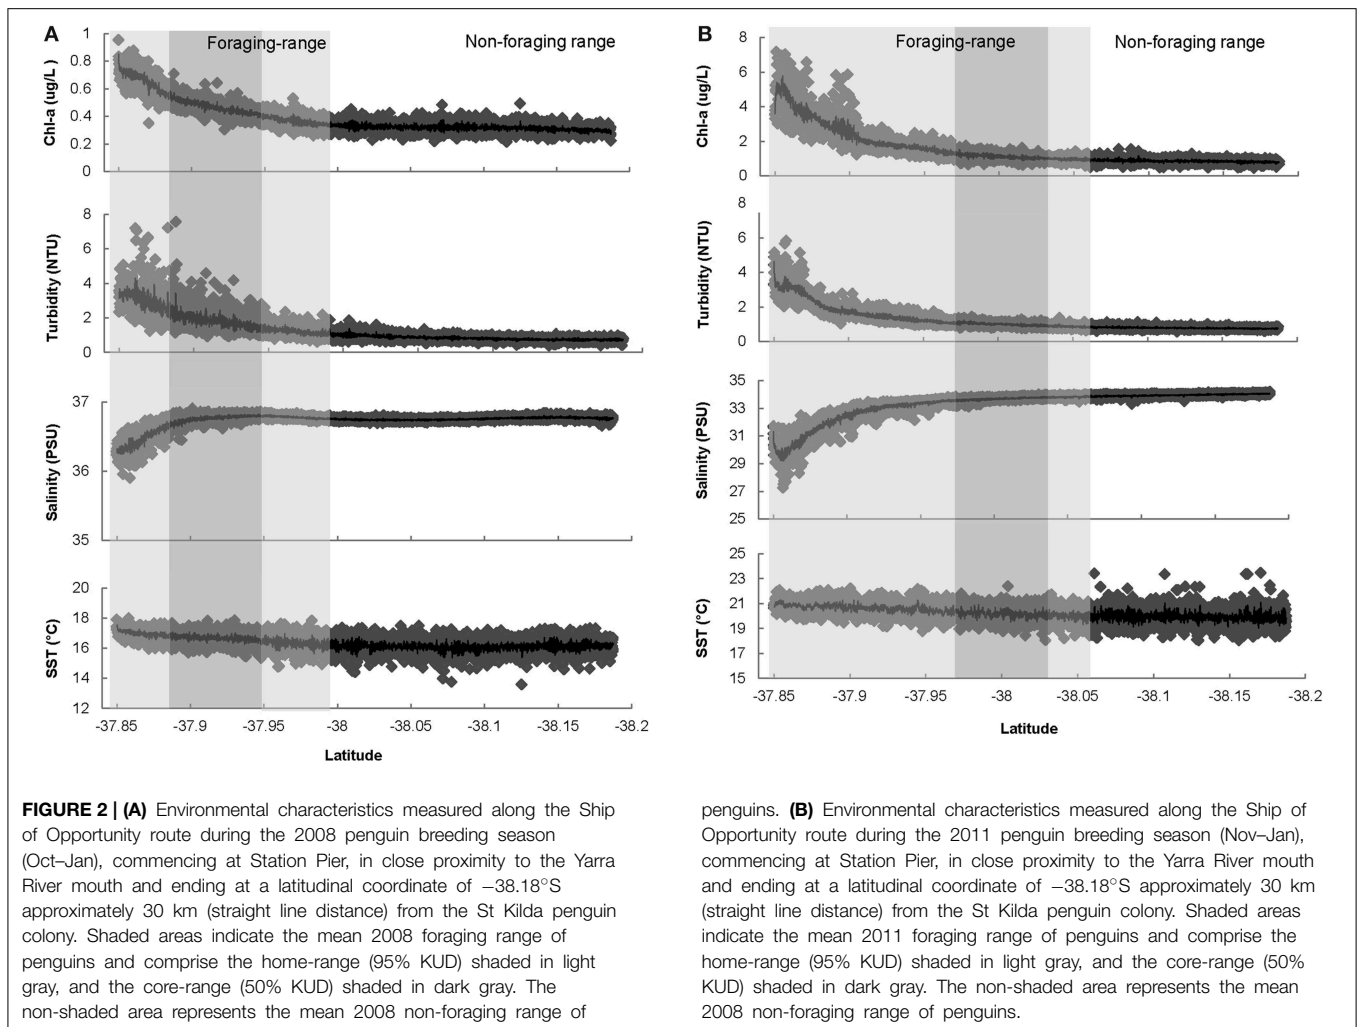 A
Foraging-range
Non-foraging range
Chl-a (ug/L)
1
0.8
0.6
0.4
0.2
0
Turbidity (NTU)
8
6
4
2
0
Salinity (PSU)
37
36
35
SST (°C)
20
18
16
14
12
-37.85 -37.9 -37.95 -38 -38.05 -38.1 -38.15 -38.2
Latitude
B
Foraging-range
Non-foraging range
Chl-a (ug/L)
8
6
4
2
0
Turbidity (NTU)
8
6
4
2
0
Salinity (PSU)
35
33
31
29
27
25
SST (°C)
25
23
21
19
17
15
-37.85 -37.9 -37.95 -38 -38.05 -38.1 -38.15 -38.2
Latitude
FIGURE 2 | (A) Environmental characteristics measured along the Ship
of Opportunity route during the 2008 penguin breeding season
(Oct–Jan), commencing at Station Pier, in close proximity to the Yarra
River mouth and ending at a latitudinal coordinate of −38.18°S
approximately 30 km (straight line distance) from the St Kilda penguin
colony. Shaded areas indicate the mean 2008 foraging range of
penguins and comprise the home-range (95% KUD) shaded in light
gray, and the core-range (50% KUD) shaded in dark gray. The
non-shaded area represents the mean 2008 non-foraging range of
penguins. (B) Environmental characteristics measured along the Ship of
Opportunity route during the 2011 penguin breeding season (Nov–Jan),
commencing at Station Pier, in close proximity to the Yarra River mouth
and ending at a latitudinal coordinate of −38.18°S approximately 30 km
(straight line distance) from the St Kilda penguin colony. Shaded areas
indicate the mean 2011 foraging range of penguins and comprise the
home-range (95% KUD) shaded in light gray, and the core-range (50%
KUD) shaded in dark gray. The non-shaded area represents the mean
2008 non-foraging range of penguins.